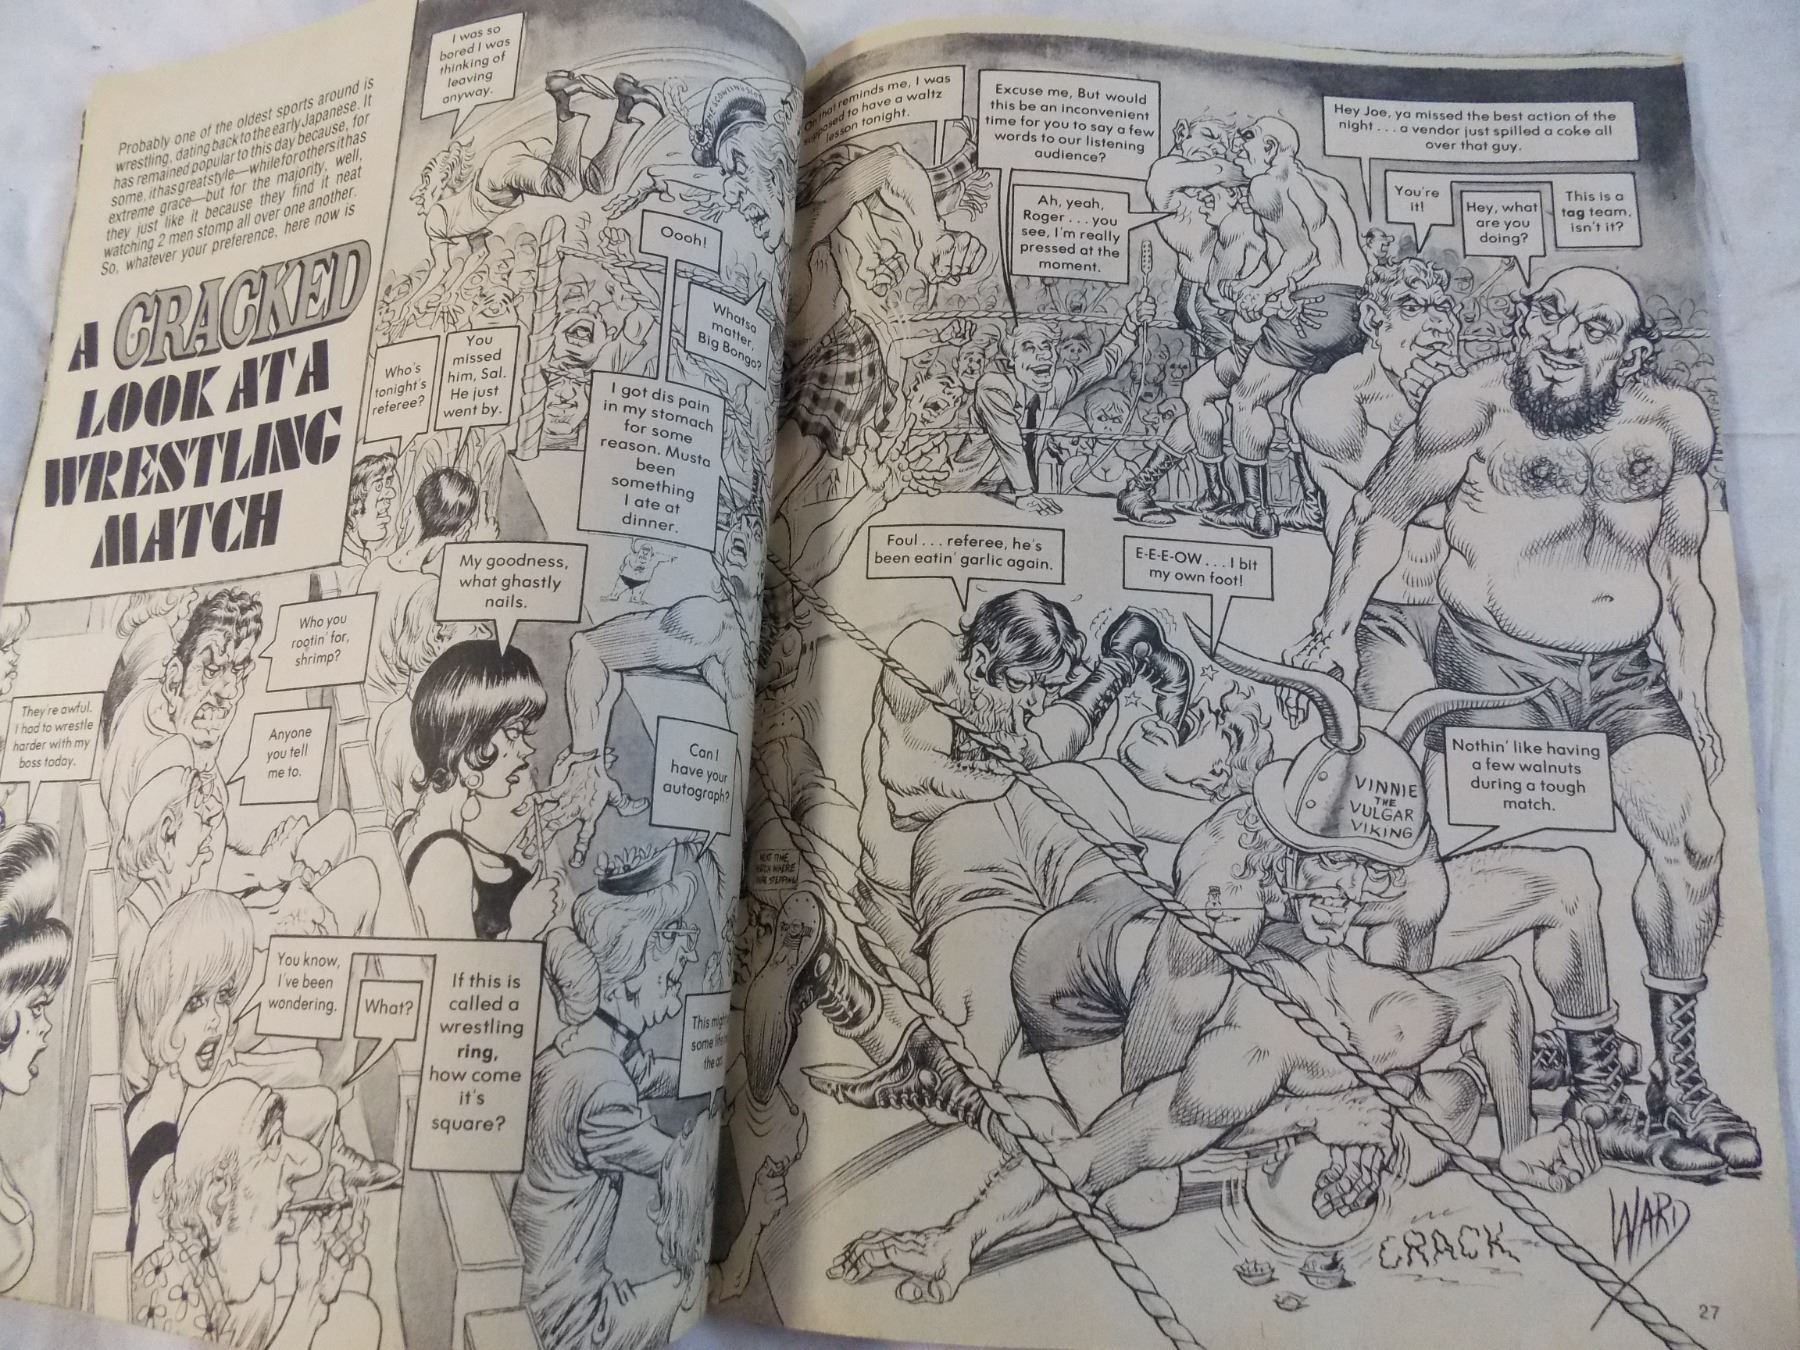 Probably one of the oldest sports around is
wrestling, dating back to the early Japanese. It
has remained popular to this day because, for
some, it has great style—while for others it has
extreme grace—but for the majority, well,
they just like it because they find it neat
watching 2 men stomp all over one another.
So, whatever your preference, here now is
A CRACKED
LOOK AT A
WRESTLING
MATCH
I was so
bored I was
thinking of
leaving
anyway.
Who's
tonight's
referee?
You
missed
him, Sal.
He just
went by.
Oooh!
Whatsa
matter,
Big Bongo?
I got dis pain
in my stomach
for some
reason. Musta
been
something
I ate at
dinner.
My goodness,
what ghastly
nails.
Who you
rootin' for,
shrimp?
Anyone
you tell
me to.
They're awful.
I had to wrestle
harder with my
boss today.
Can I
have your
autograph?
You know,
I've been
wondering.
What?
If this is
called a
wrestling
ring,
how come
it's
square?
This
some
the
Oh that reminds me, I was
supposed to have a waltz
lesson tonight.
Excuse me, But would
this be an inconvenient
time for you to say a few
words to our listening
audience?
Ah, yeah,
Roger . . . you
see, I'm really
pressed at the
moment.
Hey Joe, ya missed the best action of the
night . . . a vendor just spilled a coke all
over that guy.
You're
it!
Hey, what
are you
doing?
This is a
tag team,
isn't it?
Foul . . . referee, he's
been eatin' garlic again.
E-E-E-OW . . . I bit
my own foot!
VINNIE
THE
VULGAR
VIKING
Nothin' like having
a few walnuts
during a tough
match.
NEXT TIME
WATCH WHERE
YOU'RE STEPPING
CRACK
WARD
27